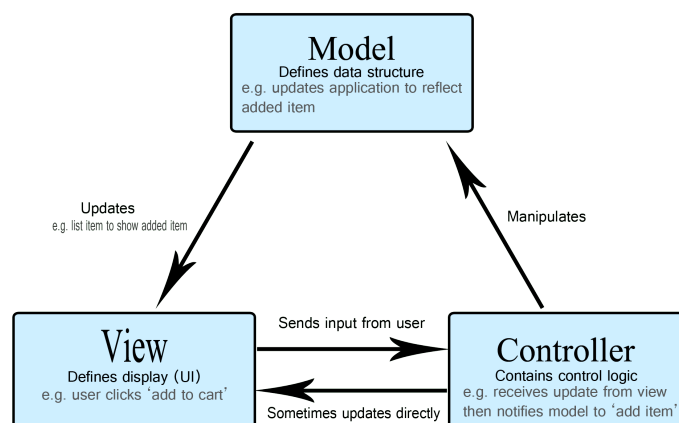 Model
Defines data structure
e.g. updates application to reflect
added item
Updates
e.g. list item to show added item
Manipulates
View
Defines display (UI)
e.g. user clicks ‘add to cart’
Sends input from user
Sometimes updates directly
Controller
Contains control logic
e.g. receives update from view
then notifies model to ‘add item’